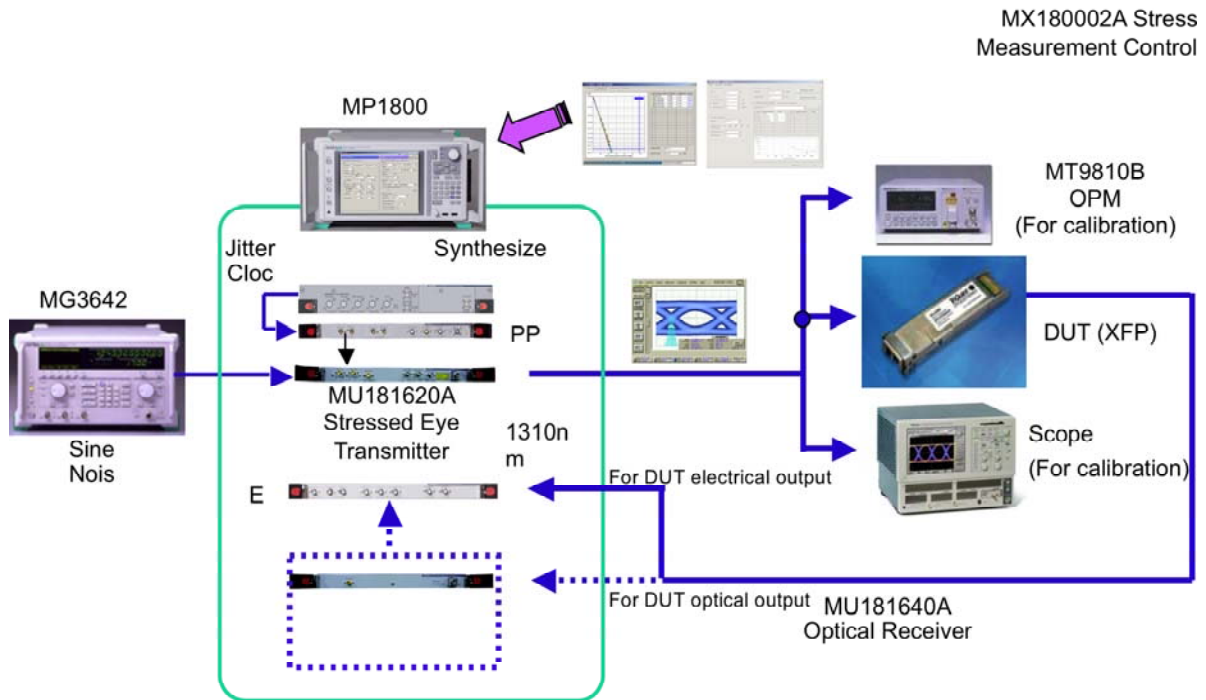 MX180002A Stress
Measurement Control
MP1800
Jitter
Cloc
Synthesize
MG3642
PP
MU181620A
Stressed Eye
Transmitter
1310n
m
Sine
Nois
E
MT9810B
OPM
(For calibration)
DUT (XFP)
Scope
(For calibration)
For DUT electrical output
For DUT optical output
MU181640A
Optical Receiver